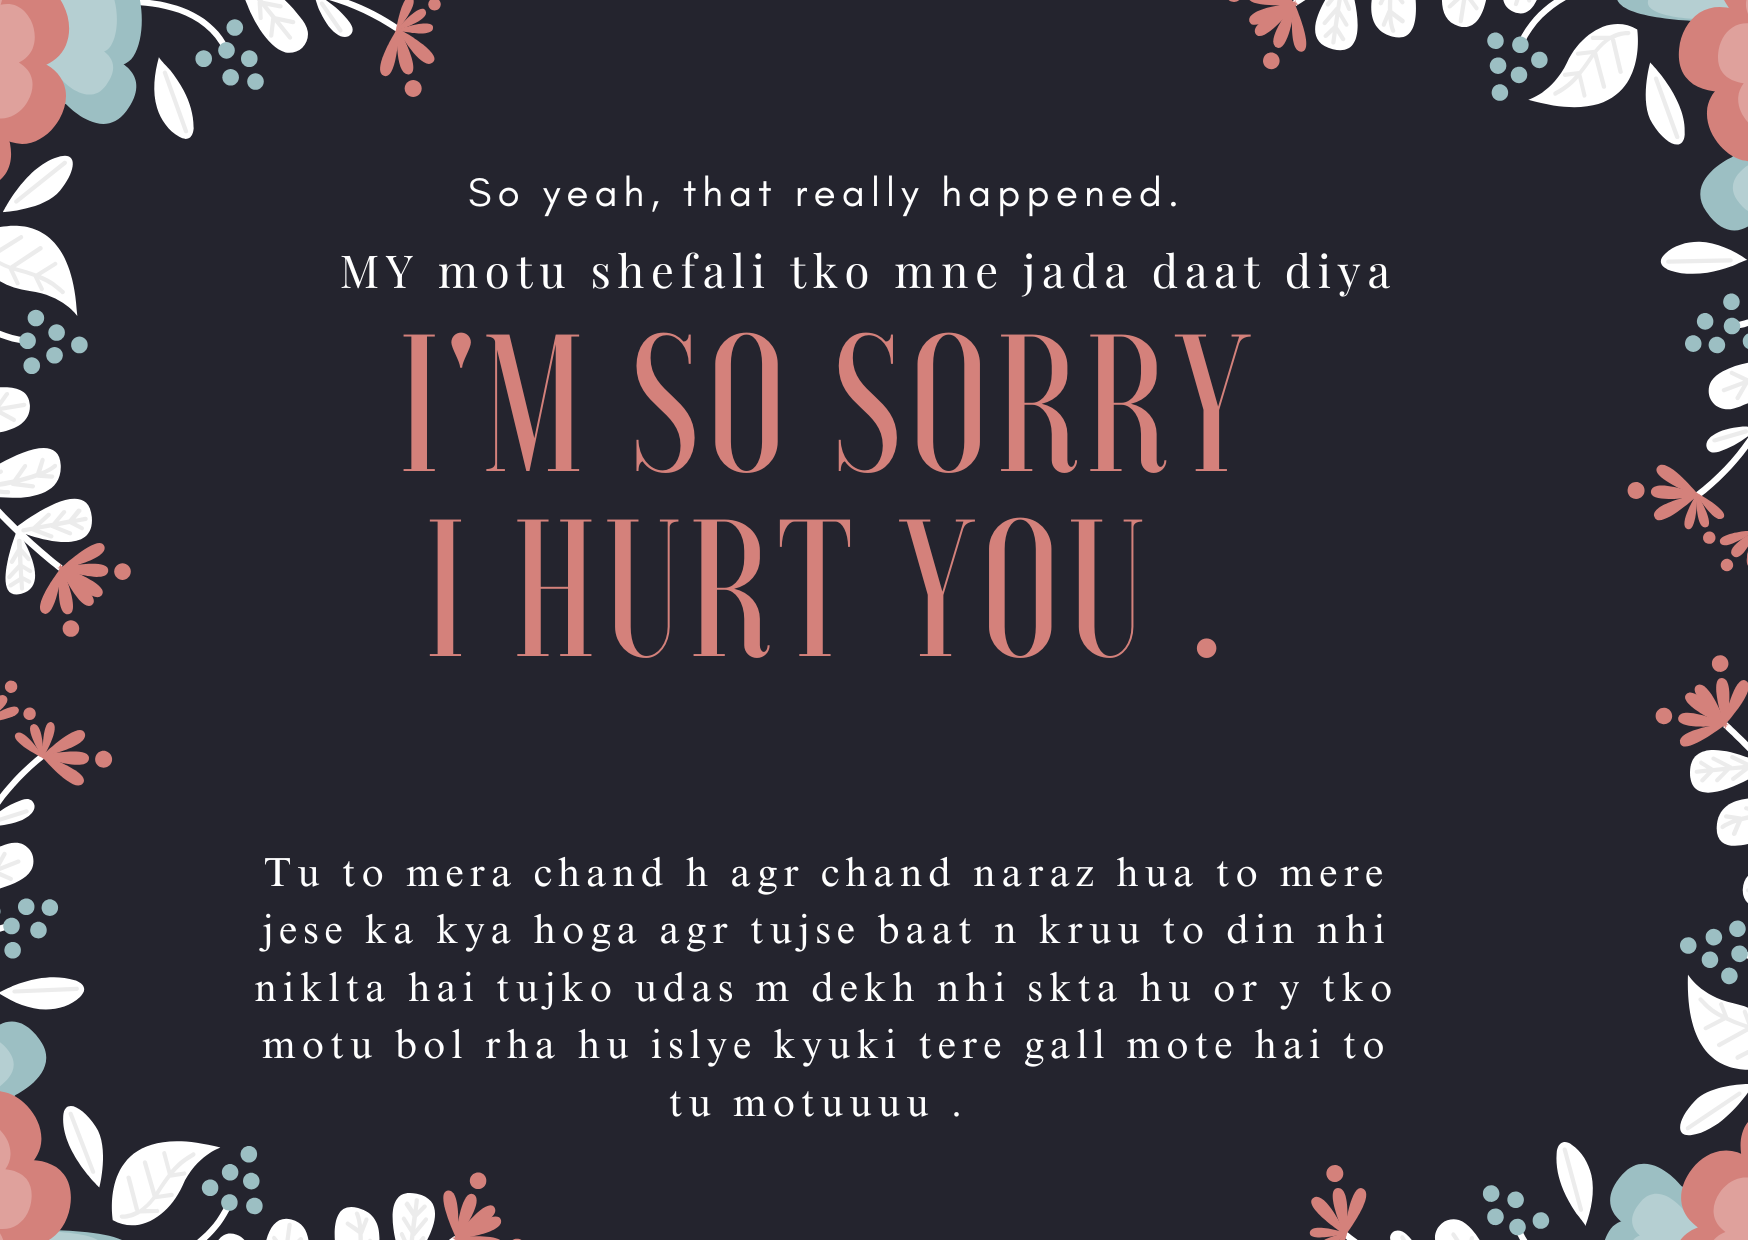 So yeah, that really happened.
MY motu shefali tko mne jada daat diya
I'M SO SORRY
I HURT YOU .
Tu to mera chand h agr chand naraz hua to mere
jese ka kya hoga agr tujse baat n kruu to din nhi
niklta hai tujko udas m dekh nhi skta hu or y tko
motu bol rha hu islye kyuki tere gall mote hai to
tu motuuuu .